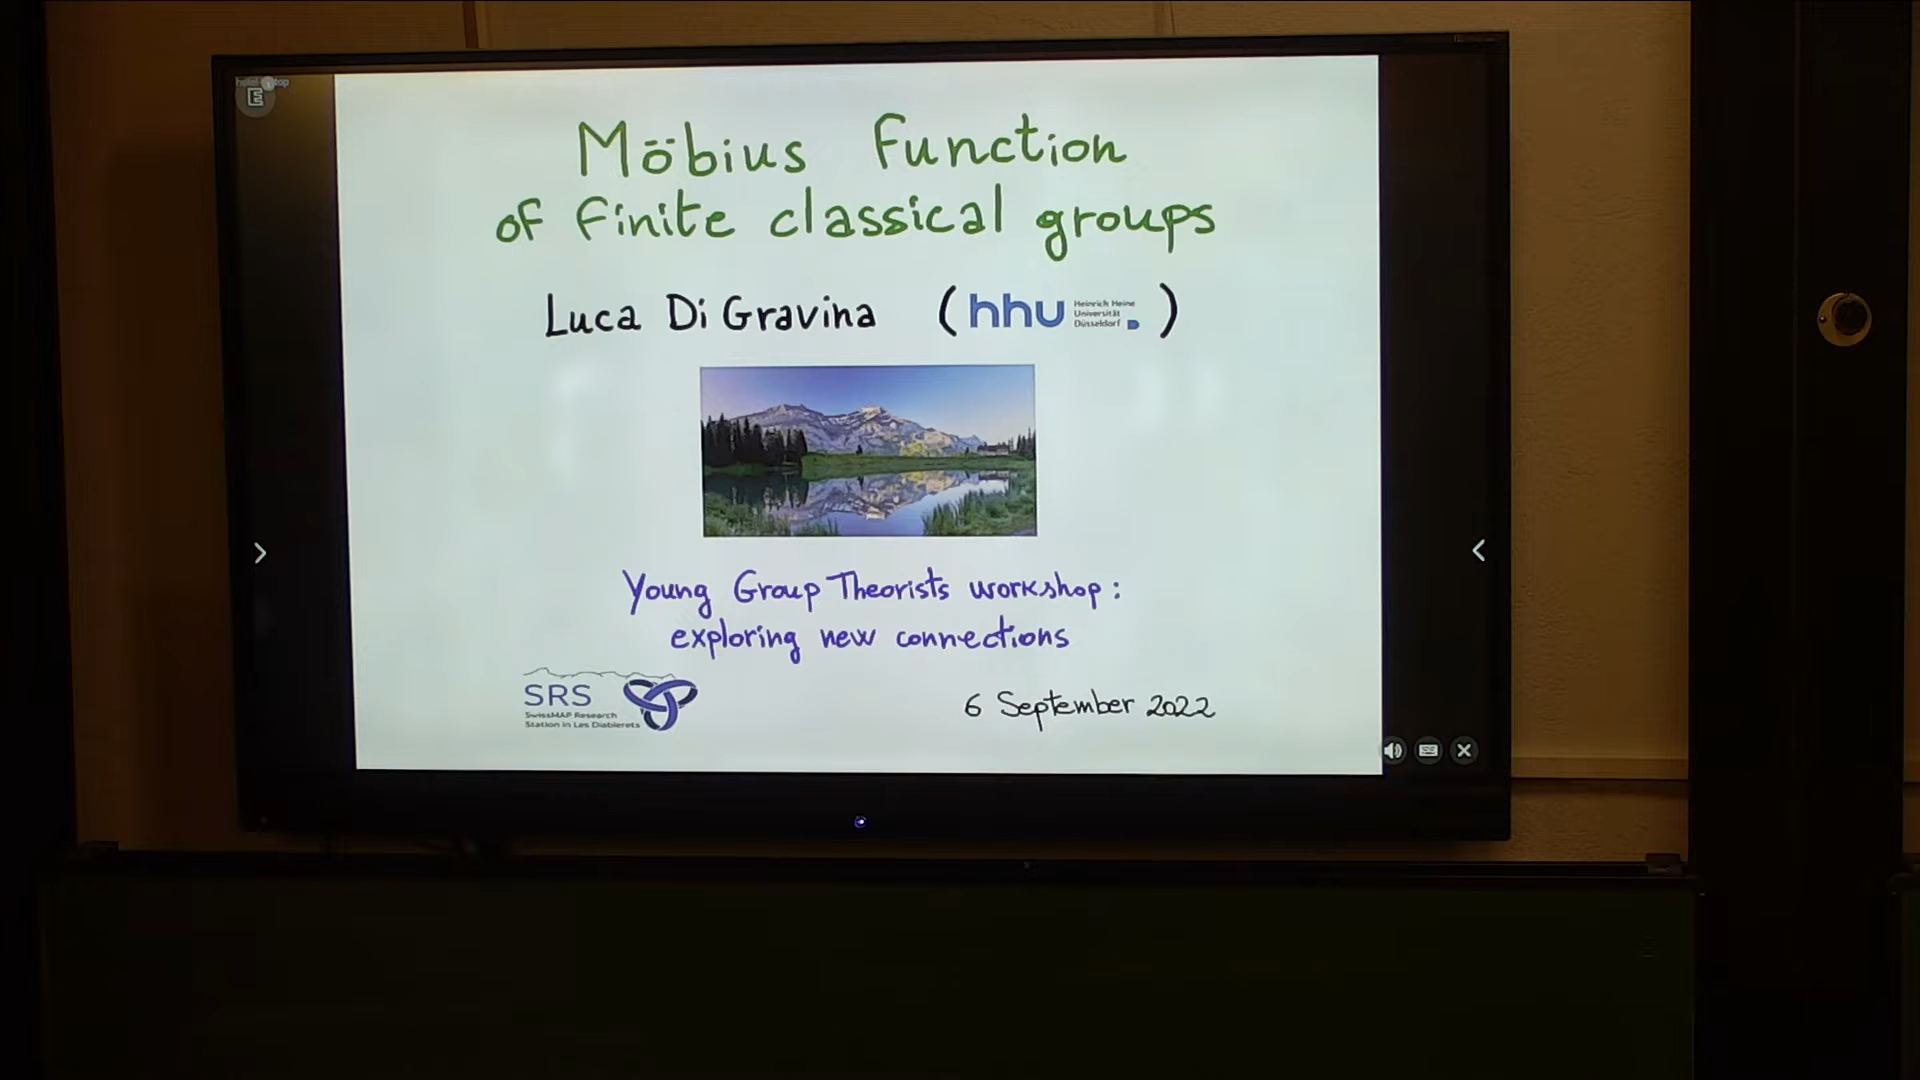 E
Möbius Function
of finite classical groups
Luca Di Gravina (hhu Heinrich Heine
Universität
Düsseldorf )
Young Group Theorists workshop:
exploring new connections
SRS
SwissMAP Research
Station in Les Diablerets
6 September 2022